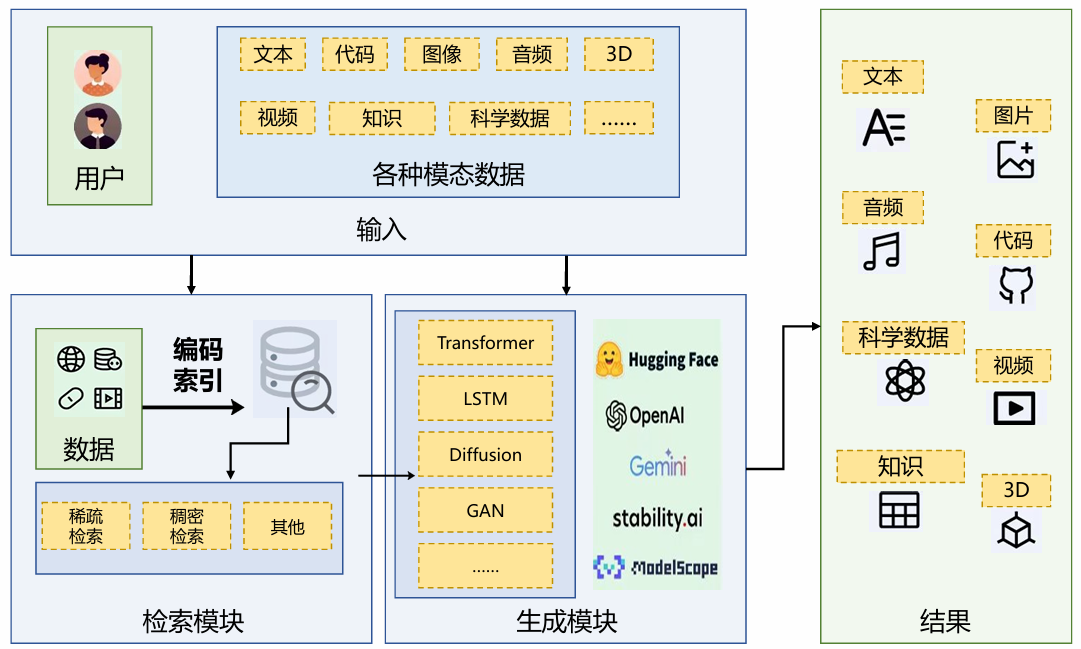 文本
代码
图像
音频
3D
视频
知识
科学数据
......
各种模态数据
用户
输入
编码
索引
数据
稀疏
检索
稠密
检索
其他
检索模块
Transformer
LSTM
Diffusion
GAN
......
Hugging Face
OpenAI
Gemini
stability.ai
ModelScope
生成模块
文本
图片
音频
代码
科学数据
视频
知识
3D
结果